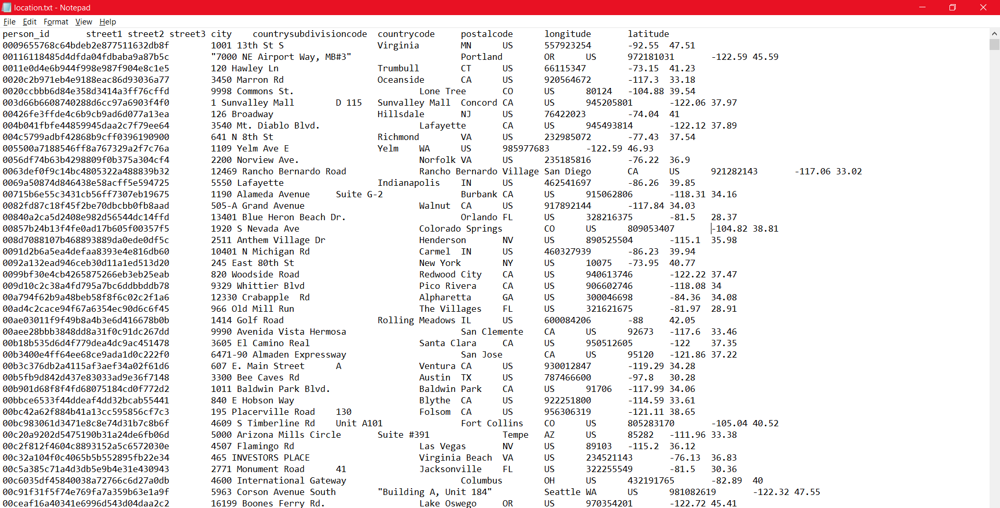 location.txt - Notepad
File Edit Format View Help
person_id street1 street2 street3 city countrysubdivisioncode countrycode postalcode longitude latitude
0009655768c64bdeb2e877511632db8f 1001 13th St S Virginia MN 557923254 -92.55 47.51
00116118485d4dfda04fdbaba9a87b5c "7000 NE Airport Way, MB#3" Portland OR US 972181031 -122.59 45.59
0011e0d4e6b944f998e987f904e8c1e5 120 Hawley Ln Trumbull CT US 66115347 -73.15 41.23
0020c2b971eb4e9188eac86d93036a77 3450 Marron Rd Oceanside CA US 920564672 -117.3 33.18
0020ccbbb6d84e358d3414a3ff76cffd 9998 Commons St. Lone Tree CO US 80124 -104.88 39.54
003d66b6608740288d6cc97a6903f4f0 1 Sunvalley Mall D 115 Sunvalley Mall Concord CA US 945205801 -122.06 37.97
00426fe3ffde4c6b9cb9ad6d077a13ea 126 Broadway Hillsdale NJ US 76422023 -74.04 41
004b041fbfe44859945daa2c7f79ee64 3540 Mt. Diablo Blvd. Lafayette CA US 945493814 -122.12 37.89
004c5799adbf42868b9cff0396190900 641 N 8th St Richmond VA US 232985072 -77.43 37.54
005500a7188546ff8a767329a2f7c76a 1109 Yelm Ave E Yelm WA US 985977683 -122.59 46.93
0056df74b63b4298809f0b375a304cf4 2200 Norview Ave. Norfolk VA US 235185816 -76.22 36.9
0063def0f9c14bc4805322a488839b32 12469 Rancho Bernardo Road Rancho Bernardo Village San Diego CA US 921282143 -117.06 33.02
0069a50874d846438e58acff5e594725 5550 Lafayette Indianapolis IN US 462541697 -86.26 39.85
00715b6e55c3431cb56ff7307eb19675 1190 Alameda Avenue Suite G-2 Burbank CA US 915062806 -118.31 34.16
0082fd87c18f45f2be70dbcbb0fb8aad 505-A Grand Avenue Walnut CA US 917892144 -117.84 34.03
00840a2ca5d2408e982d56544dc14ffd 13401 Blue Heron Beach Dr. Orlando FL US 328216375 -81.5 28.37
00857b24b13f4fe0ad17b605f00357f5 1920 S Nevada Ave Colorado Springs CO US 809053407 -104.82 38.81
008d7088107b468893889da0ede0df5c 2511 Anthem Village Dr Henderson NV US 890525504 -115.1 35.98
0091d2b6a5ea4defaa8393e4e816db60 10401 N Michigan Rd Carmel IN US 460327939 -86.23 39.94
0092a132ead946ceb30d11a1ed513d20 245 East 80th St New York NY US 10075 -73.95 40.77
0099bf30e4cb4265875266eb3eb25eab 820 Woodside Road Redwood City CA US 940613746 -122.22 37.47
009d10c2c38a4fd795a7bc6ddbbddb78 9329 Whittier Blvd Pico Rivera CA US 906602746 -118.08 34
00a794f62b9a48beb58f8f6c02c2f1a6 12330 Crabapple  Rd Alpharetta GA US 300046698 -84.36 34.08
00ad4c2cace94f67a6354ec90d6c6f45 966 Old Mill Run The Villages FL US 321621675 -81.97 28.91
00ae03011f9f49b8a4b3e6d416678b0b 1414 Golf Road Rolling Meadows IL US 600084206 -88 42.05
00aee28bbb3848dd8a31f0c91dc267dd 9990 Avenida Vista Hermosa San Clemente CA US 92673 -117.6 33.46
00b18b535d6d4f779dea4dc9ac451478 3605 El Camino Real Santa Clara CA US 950512605 -122 37.35
00b3400e4ff64ee68ce9ada1d0c222f0 6471-90 Almaden Expressway San Jose CA US 95120 -121.86 37.22
00b3c376db2a4115af3aef34a02f61d6 607 E. Main Street A Ventura CA US 930012847 -119.29 34.28
00b5fb9d842d437e83033ad9e36f7148 3300 Bee Caves Rd Austin TX US 787466600 -97.8 30.28
00b901d68f8f4fd68075184cd0f772d2 1011 Baldwin Park Blvd. Baldwin Park CA US 91706 -117.99 34.06
00bbce6533f44ddeaf4dd32bcab55441 840 E Hobson Way Blythe CA US 922251800 -114.59 33.61
00bc42a62f884b41a13cc595856cf7c3 195 Placerville Road 130 Folsom CA US 956306319 -121.11 38.65
00bc983061d3471e8c8e74d31b7c8b6f 4609 S Timberline Rd Unit A101 Fort Collins CO US 805283170 -105.04 40.52
00c20a9202d5475190b31a24de6fb06d 5000 Arizona Mills Circle Suite #391 Tempe AZ US 85282 -111.96 33.38
00c2f812f4604c8893152a5c6572030e 4507 Flamingo Rd Las Vegas NV US 89103 -115.2 36.12
00c32a104f0c4065b5b552895fb22e34 465 INVESTORS PLACE Virginia Beach VA US 234521143 -76.13 36.83
00c5a385c71a4d3db5e9b4e31e430943 2771 Monument Road 41 Jacksonville FL US 322255549 -81.5 30.36
00c6035df45840038a72766c6d27a0db 4600 International Gateway Columbus OH US 432191765 -82.89 40
00c91f31f5f74e769fa7a359b63e1a9f 5963 Corson Avenue South "Building A, Unit 184" Seattle WA US 981082619 -122.32 47.55
00ceaf16a40341e6996d543d04daa2c2 16199 Boones Ferry Rd. Lake Oswego OR US 970354201 -122.72 45.41